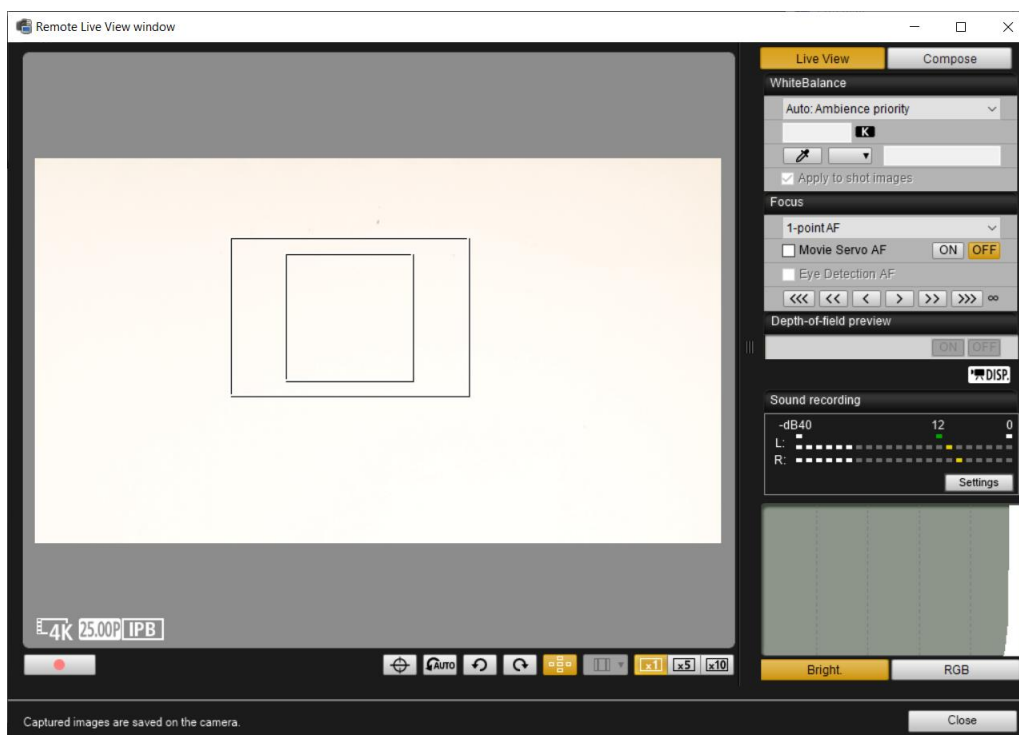 Remote Live View window
Live View Compose
WhiteBalance
Auto: Ambience priority
K
Apply to shot images
Focus
1-point AF
Movie Servo AF ON OFF
Eye Detection AF
<<< << < > >> >>> ∞
Depth-of-field preview
ON OFF
DISP.
Sound recording
-dB40 12 0
L:
R:
Settings
4K 25.00P IPB
AUTO x1 x5 x10
Bright. RGB
Captured images are saved on the camera.
Close